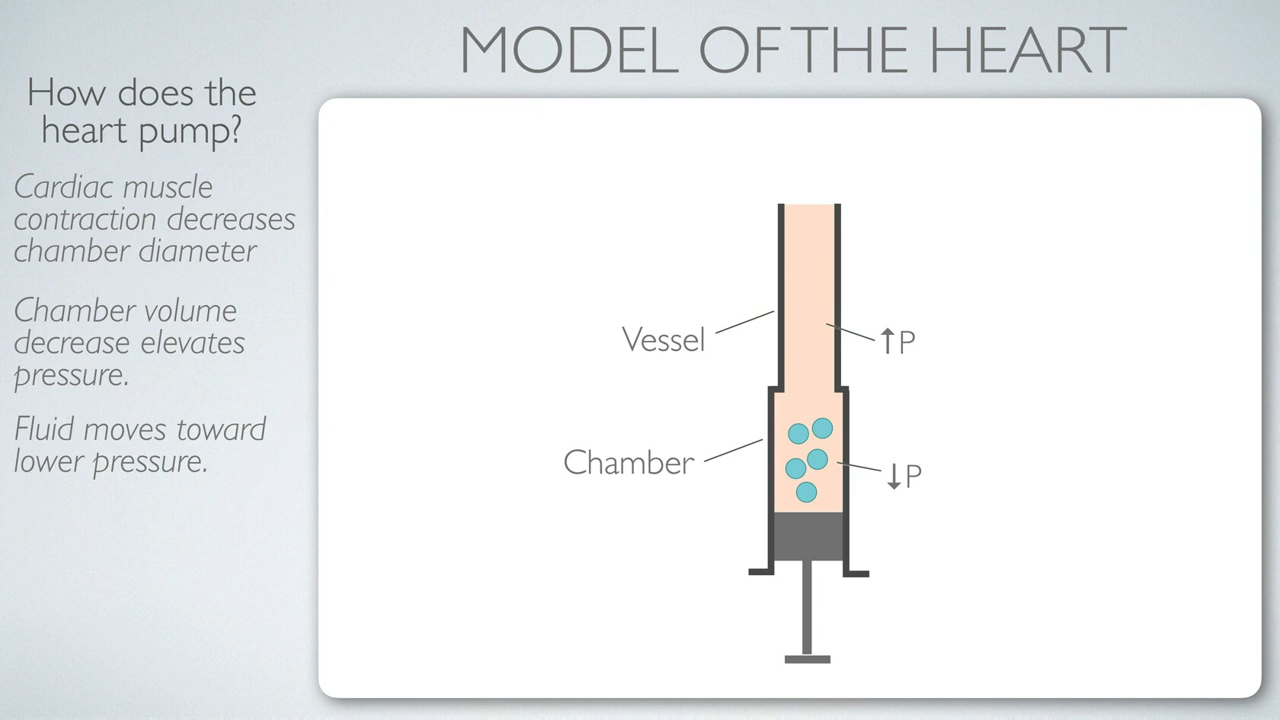 MODEL OF THE HEART
How does the
heart pump?
Cardiac muscle
contraction decreases
chamber diameter
Chamber volume
decrease elevates
pressure.
Fluid moves toward
lower pressure.
Vessel
↑P
Chamber
↓P